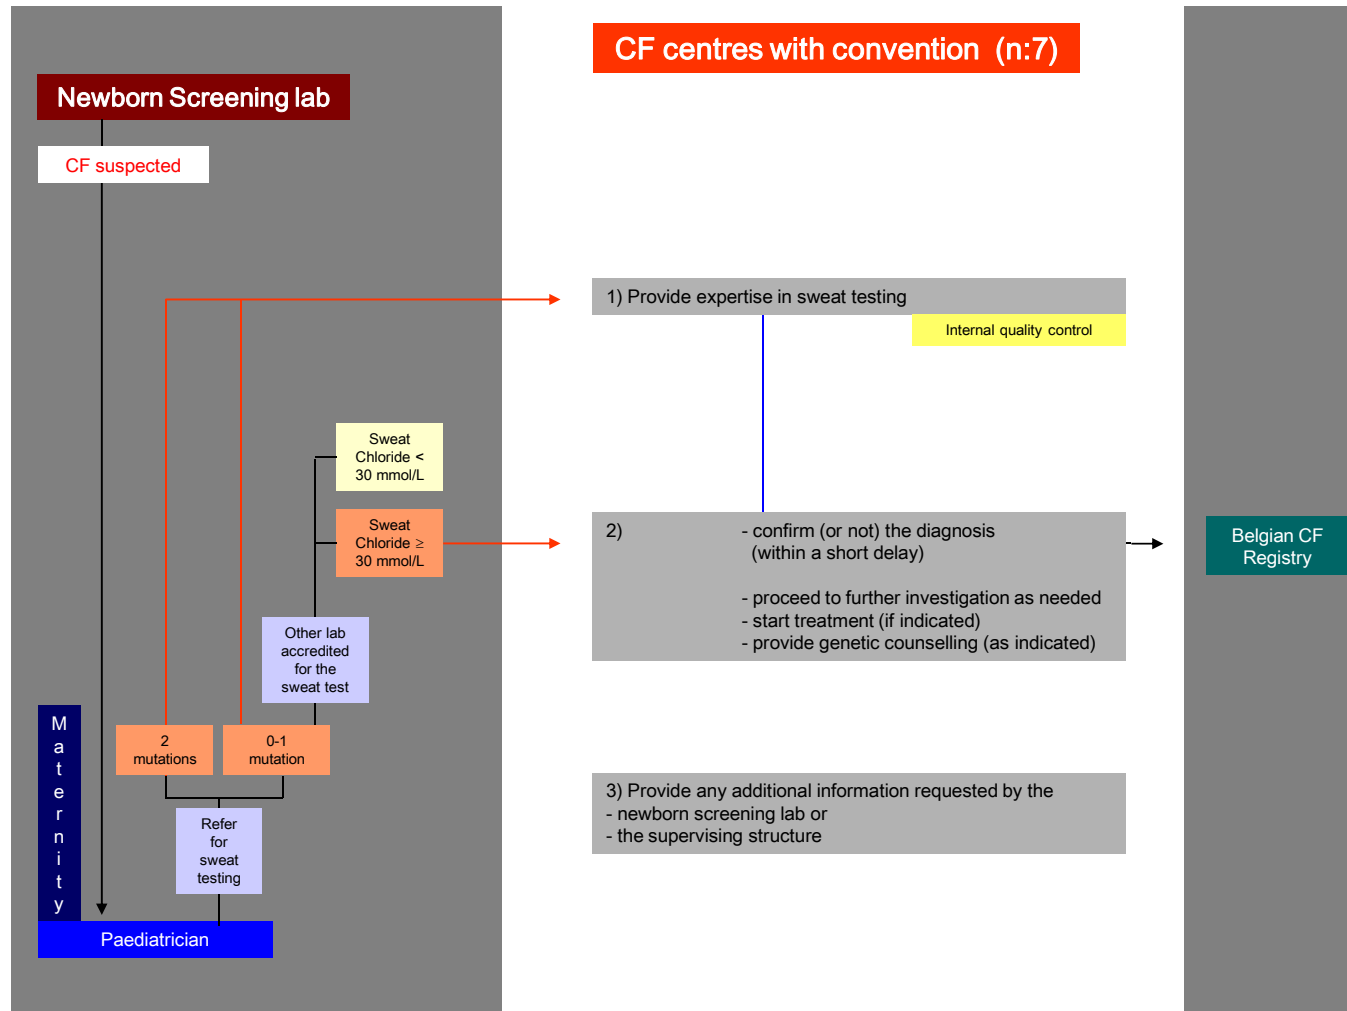 CF centres with convention (n:7)
Newborn Screening lab
CF suspected
1) Provide expertise in sweat testing
Internal quality control
Sweat
Chloride <
30 mmol/L
Sweat
Chloride ≥
30 mmol/L
2) - confirm (or not) the diagnosis
(within a short delay)
- proceed to further investigation as needed
- start treatment (if indicated)
- provide genetic counselling (as indicated)
Belgian CF
Registry
Other lab
accredited
for the
sweat test
2
mutations
0-1
mutation
M
a
t
e
r
n
i
t
y
3) Provide any additional information requested by the
- newborn screening lab or
- the supervising structure
Refer
for
sweat
testing
Paediatrician